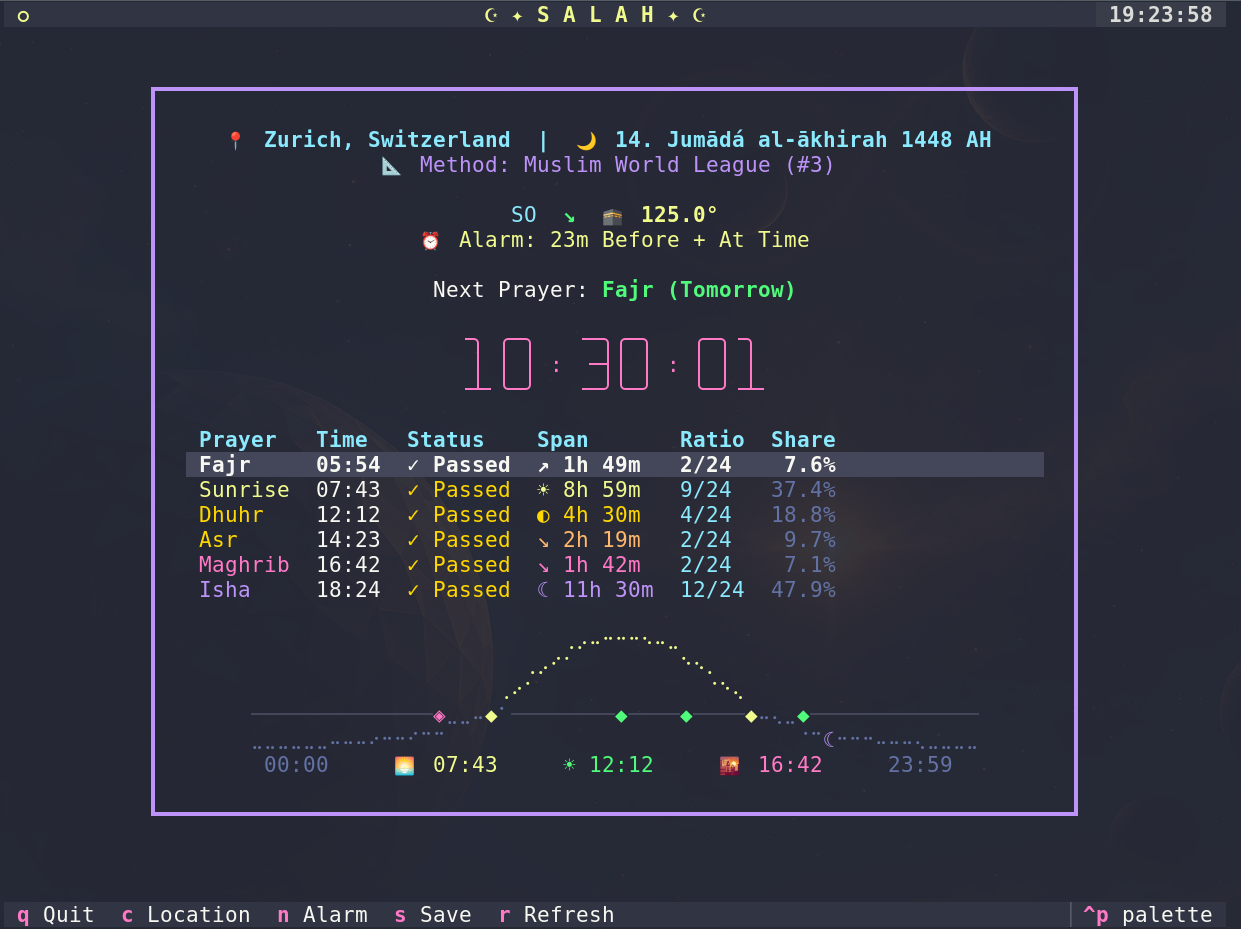 ☪ ✦ S A L A H ✦ ☪ 19:23:58
📍 Zurich, Switzerland | 🌙 14. Jumādá al-ākhirah 1448 AH
📐 Method: Muslim World League (#3)
SO ↘ 🕋 125.0°
⏰ Alarm: 23m Before + At Time
Next Prayer: Fajr (Tomorrow)
10:30:01
Prayer Time Status Span Ratio Share
Fajr 05:54 ✓ Passed ↗ 1h 49m 2/24 7.6%
Sunrise 07:43 ✓ Passed ☀ 8h 59m 9/24 37.4%
Dhuhr 12:12 ✓ Passed ◐ 4h 30m 4/24 18.8%
Asr 14:23 ✓ Passed ↘ 2h 19m 2/24 9.7%
Maghrib 16:42 ✓ Passed ↘ 1h 42m 2/24 7.1%
Isha 18:24 ✓ Passed ☾ 11h 30m 12/24 47.9%
00:00 🌅 07:43 ☀ 12:12 🌇 16:42 23:59
q Quit c Location n Alarm s Save r Refresh ^p palette